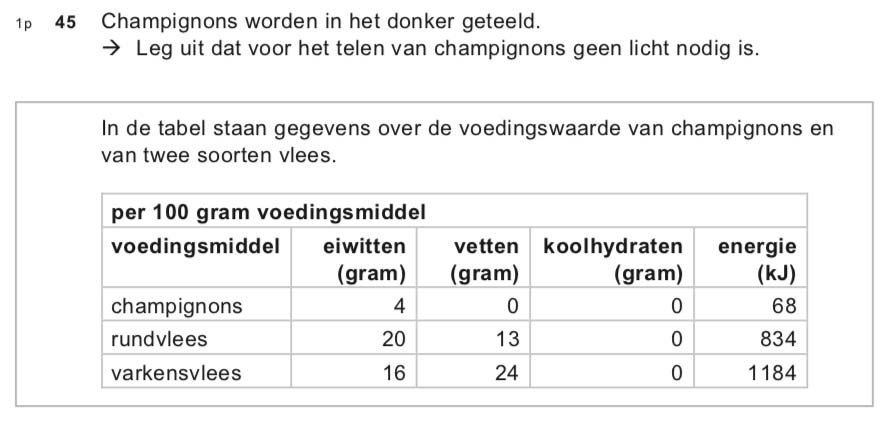 1p 45 Champignons worden in het donker geteeld.
→ Leg uit dat voor het telen van champignons geen licht nodig is.
In de tabel staan gegevens over de voedingswaarde van champignons en
van twee soorten vlees.
per 100 gram voedingsmiddel
voedingsmiddel eiwitten vetten koolhydraten energie
(gram) (gram) (gram) (kJ)
champignons 4 0 0 68
rundvlees 20 13 0 834
varkensvlees 16 24 0 1184